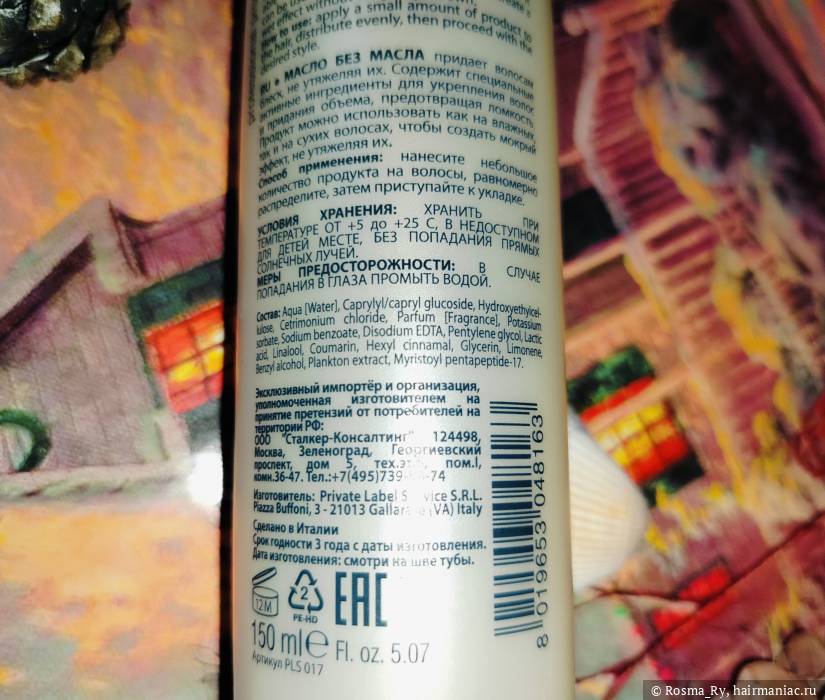 an effect without
How to use: apply a small amount of product to
the hair, distribute evenly, then proceed with the
desired style.
RU • МАСЛО БЕЗ МАСЛА придает волосам
блеск, не утяжеляя их. Содержит специальные
активные ингредиенты для укрепления волос
и придания объема, предотвращая ломкость.
Продукт можно использовать как на влажных,
так и на сухих волосах, чтобы создать мокрый
эффект, не утяжеляя их.
Способ применения: нанесите небольшое
количество продукта на волосы, равномерно
распределите, затем приступайте к укладке.
УСЛОВИЯ ХРАНЕНИЯ: ХРАНИТЬ ПРИ
ТЕМПЕРАТУРЕ ОТ +5 до +25 С, В НЕДОСТУПНОМ
ДЛЯ ДЕТЕЙ МЕСТЕ, БЕЗ ПОПАДАНИЯ ПРЯМЫХ
СОЛНЕЧНЫХ ЛУЧЕЙ.
МЕРЫ ПРЕДОСТОРОЖНОСТИ: В СЛУЧАЕ
ПОПАДАНИЯ В ГЛАЗА ПРОМЫТЬ ВОДОЙ.
Состав: Aqua [Water], Caprylyl/capryl glucoside, Hydroxyethylcel-
lulose, Cetrimonium chloride, Parfum [Fragrance], Potassium
sorbate, Sodium benzoate, Disodium EDTA, Pentylene glycol, Lactic
acid, Linalool, Coumarin, Hexyl cinnamal, Glycerin, Limonene,
Benzyl alcohol, Plankton extract, Myristoyl pentapeptide-17.
Эксклюзивный импортёр и организация,
уполномоченная изготовителем на
принятие претензий от потребителей на
территории РФ:
ООО "Сталкер-Консалтинг" 124498,
Москва, Зеленоград, Георгиевский
проспект, дом 5, тех.эт. пом.I,
комн.36-47. Тел.:+7(495)739- -74
Изготовитель: Private Label Service S.R.L.
Piazza Buffoni, 3 - 21013 Gallarate (VA) Italy
Сделано в Италии
Срок годности 3 года с даты изготовления.
Дата изготовления: смотри на шве тубы.
12 M
2
PE-HD
EAC
150 ml e Fl. oz. 5.07
Артикул PLS 017
8 019653 048163
© Rosma_Ry, hairmaniac.ru